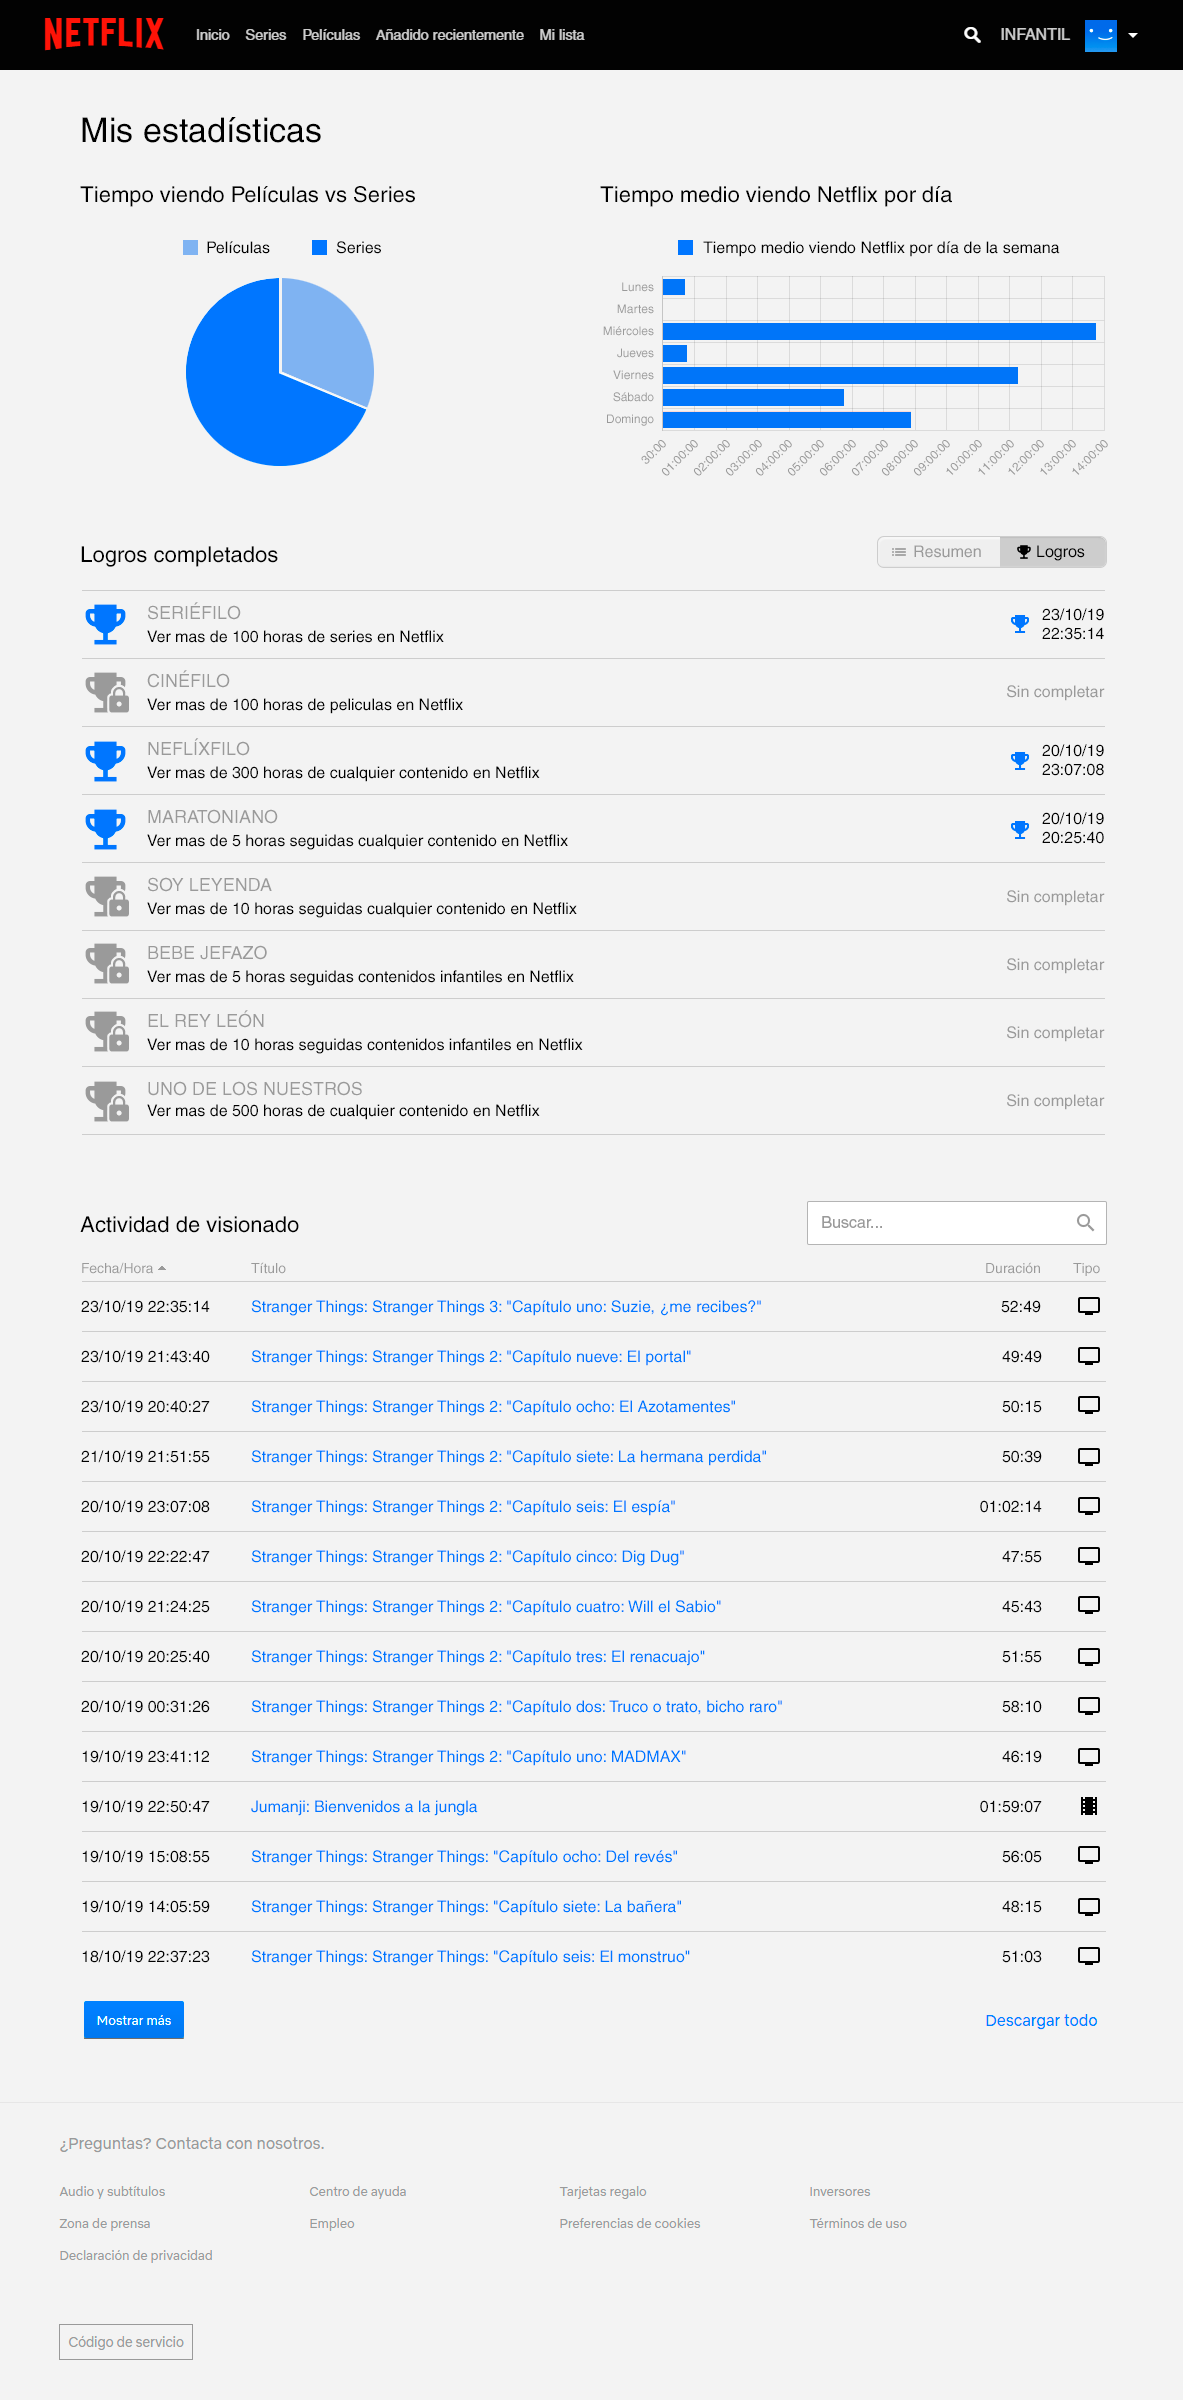 NETFLIX Inicio Series Películas Añadido recientemente Mi lista INFANTIL
Mis estadísticas
Tiempo viendo Películas vs Series
Películas Series
Tiempo medio viendo Netflix por día
Tiempo medio viendo Netflix por día de la semana
Lunes
Martes
Miércoles
Jueves
Viernes
Sábado
Domingo
30:00 01:00:00 02:00:00 03:00:00 04:00:00 05:00:00 06:00:00 07:00:00 08:00:00 09:00:00 10:00:00 11:00:00 12:00:00 13:00:00 14:00:00
Logros completados Resumen Logros
SERIÉFILO
Ver mas de 100 horas de series en Netflix
23/10/19
22:35:14
CINÉFILO
Ver mas de 100 horas de peliculas en Netflix
Sin completar
NEFLÍXFILO
Ver mas de 300 horas de cualquier contenido en Netflix
20/10/19
23:07:08
MARATONIANO
Ver mas de 5 horas seguidas cualquier contenido en Netflix
20/10/19
20:25:40
SOY LEYENDA
Ver mas de 10 horas seguidas cualquier contenido en Netflix
Sin completar
BEBE JEFAZO
Ver mas de 5 horas seguidas contenidos infantiles en Netflix
Sin completar
EL REY LEÓN
Ver mas de 10 horas seguidas contenidos infantiles en Netflix
Sin completar
UNO DE LOS NUESTROS
Ver mas de 500 horas de cualquier contenido en Netflix
Sin completar
Actividad de visionado Buscar...
Fecha/Hora Título Duración Tipo
23/10/19 22:35:14 Stranger Things: Stranger Things 3: "Capítulo uno: Suzie, ¿me recibes?" 52:49
23/10/19 21:43:40 Stranger Things: Stranger Things 2: "Capítulo nueve: El portal" 49:49
23/10/19 20:40:27 Stranger Things: Stranger Things 2: "Capítulo ocho: El Azotamentes" 50:15
21/10/19 21:51:55 Stranger Things: Stranger Things 2: "Capítulo siete: La hermana perdida" 50:39
20/10/19 23:07:08 Stranger Things: Stranger Things 2: "Capítulo seis: El espía" 01:02:14
20/10/19 22:22:47 Stranger Things: Stranger Things 2: "Capítulo cinco: Dig Dug" 47:55
20/10/19 21:24:25 Stranger Things: Stranger Things 2: "Capítulo cuatro: Will el Sabio" 45:43
20/10/19 20:25:40 Stranger Things: Stranger Things 2: "Capítulo tres: El renacuajo" 51:55
20/10/19 00:31:26 Stranger Things: Stranger Things 2: "Capítulo dos: Truco o trato, bicho raro" 58:10
19/10/19 23:41:12 Stranger Things: Stranger Things 2: "Capítulo uno: MADMAX" 46:19
19/10/19 22:50:47 Jumanji: Bienvenidos a la jungla 01:59:07
19/10/19 15:08:55 Stranger Things: Stranger Things: "Capítulo ocho: Del revés" 56:05
19/10/19 14:05:59 Stranger Things: Stranger Things: "Capítulo siete: La bañera" 48:15
18/10/19 22:37:23 Stranger Things: Stranger Things: "Capítulo seis: El monstruo" 51:03
Mostrar más Descargar todo
¿Preguntas? Contacta con nosotros.
Audio y subtítulos Centro de ayuda Tarjetas regalo Inversores
Zona de prensa Empleo Preferencias de cookies Términos de uso
Declaración de privacidad
Código de servicio